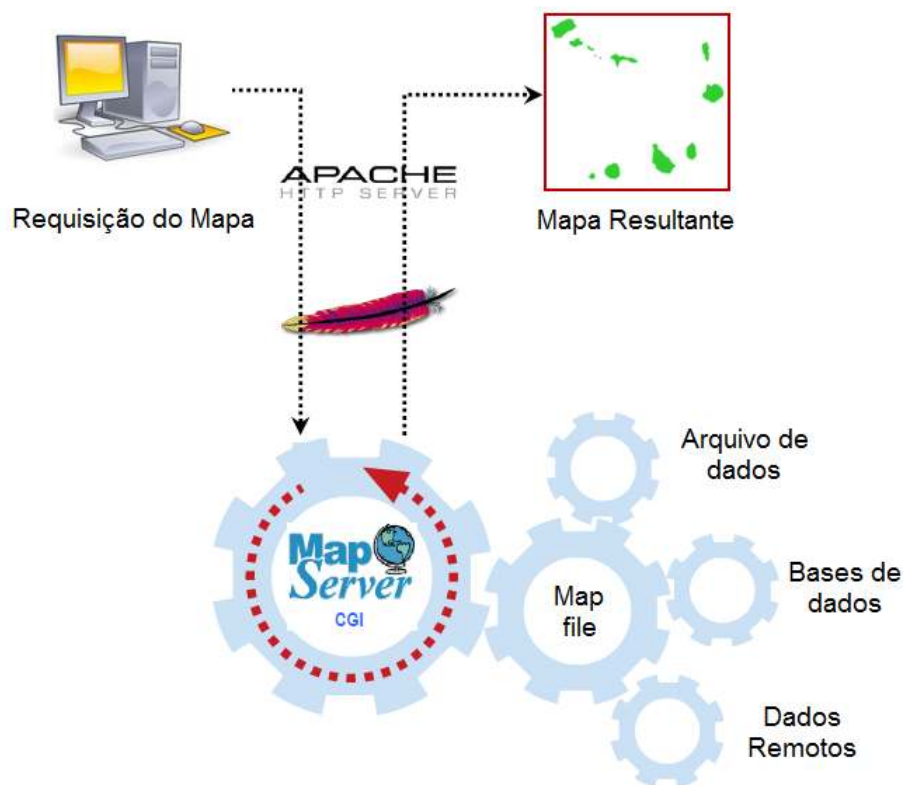 APACHE
HTTP SERVER
Requisição do Mapa
Mapa Resultante
Arquivo de
dados
Map
Server
CGI
Map
file
Bases de
dados
Dados
Remotos